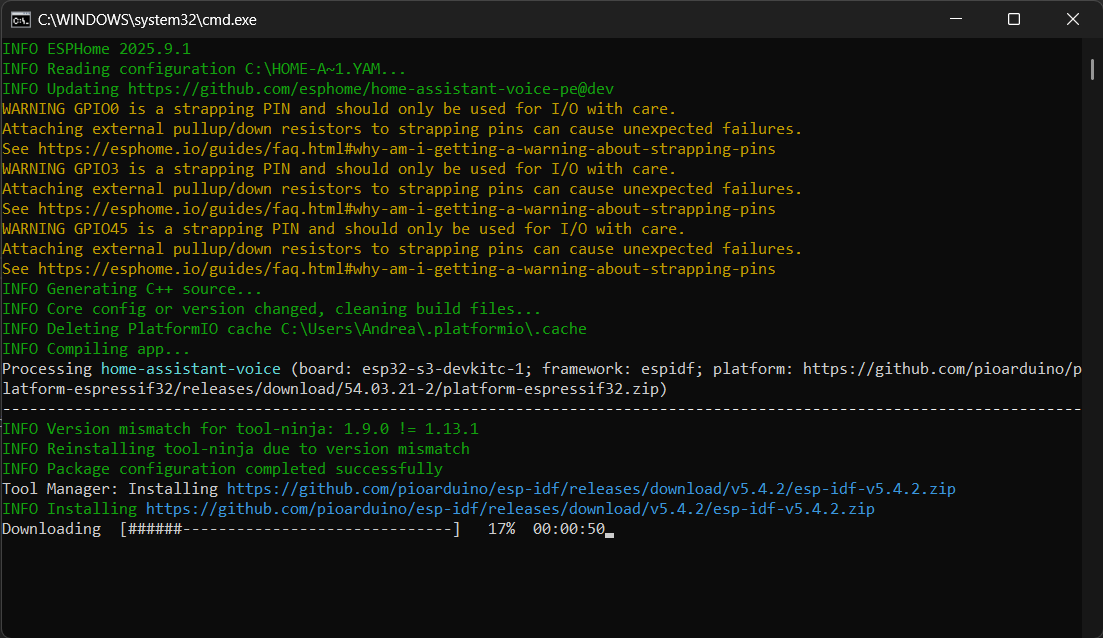 C:\WINDOWS\system32\cmd.exe
INFO ESPHome 2025.9.1
INFO Reading configuration C:\HOME-A~1.YAM...
INFO Updating https://github.com/esphome/home-assistant-voice-pe@dev
WARNING GPIO0 is a strapping PIN and should only be used for I/O with care.
Attaching external pullup/down resistors to strapping pins can cause unexpected failures.
See https://esphome.io/guides/faq.html#why-am-i-getting-a-warning-about-strapping-pins
WARNING GPIO3 is a strapping PIN and should only be used for I/O with care.
Attaching external pullup/down resistors to strapping pins can cause unexpected failures.
See https://esphome.io/guides/faq.html#why-am-i-getting-a-warning-about-strapping-pins
WARNING GPIO45 is a strapping PIN and should only be used for I/O with care.
Attaching external pullup/down resistors to strapping pins can cause unexpected failures.
See https://esphome.io/guides/faq.html#why-am-i-getting-a-warning-about-strapping-pins
INFO Generating C++ source...
INFO Core config or version changed, cleaning build files...
INFO Deleting PlatformIO cache C:\Users\Andrea\.platformio\.cache
INFO Compiling app...
Processing home-assistant-voice (board: esp32-s3-devkitc-1; framework: espidf; platform: https://github.com/pioarduino/p
latform-espressif32/releases/download/54.03.21-2/platform-espressif32.zip)
------------------------------------------------------------------------------------------------------------------------
INFO Version mismatch for tool-ninja: 1.9.0 != 1.13.1
INFO Reinstalling tool-ninja due to version mismatch
INFO Package configuration completed successfully
Tool Manager: Installing https://github.com/pioarduino/esp-idf/releases/download/v5.4.2/esp-idf-v5.4.2.zip
INFO Installing https://github.com/pioarduino/esp-idf/releases/download/v5.4.2/esp-idf-v5.4.2.zip
Downloading  [######------------------------------]   17%  00:00:50